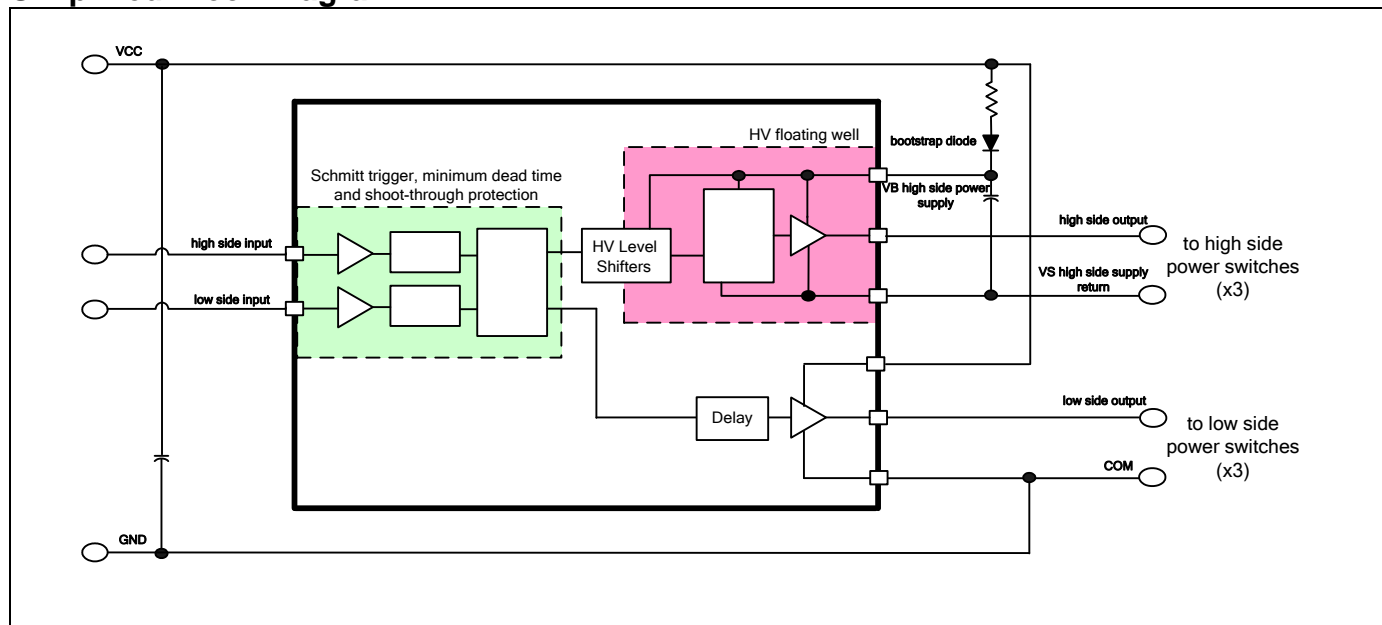 VCC
HV floating well
bootstrap diode
Schmitt trigger, minimum dead time
and shoot-through protection
VB high side power
supply
high side output
high side input
HV Level
Shifters
to high side
power switches
(x3)
VS high side supply
return
low side input
low side output
Delay
to low side
power switches
(x3)
COM
GND